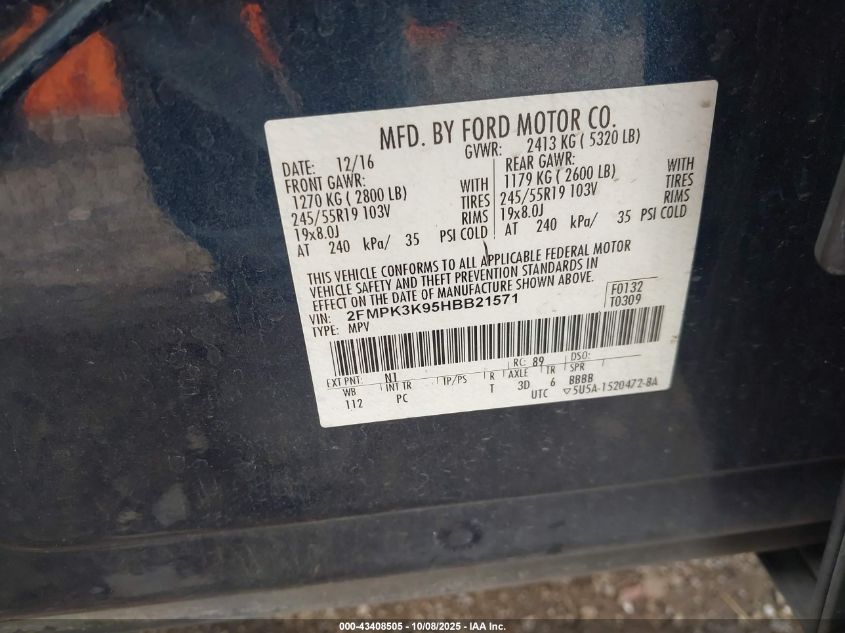 MFD. BY FORD MOTOR CO.
DATE: 12/16 GVWR: 2413 KG ( 5320 LB)
FRONT GAWR: REAR GAWR:
1270 KG ( 2800 LB) WITH 1179 KG ( 2600 LB) WITH
245/55R19 103V TIRES 245/55R19 103V TIRES
19x8.0J RIMS 19x8.0J RIMS
AT 240 kPa/ 35 PSI COLD AT 240 kPa/ 35 PSI COLD
THIS VEHICLE CONFORMS TO ALL APPLICABLE FEDERAL MOTOR
VEHICLE SAFETY AND THEFT PREVENTION STANDARDS IN
EFFECT ON THE DATE OF MANUFACTURE SHOWN ABOVE.
VIN: 2FMPK3K95HBB21571 F0132
TYPE: MPV T0309
EXT PNT: N1 RC: 89 DSO:
WB INT TR TP/PS R AXLE TR SPR
112 PC T 3D 6 BBBB
UTC ▽5U5A-1520472-BA
000-43408505 - 10/08/2025 - IAA Inc.